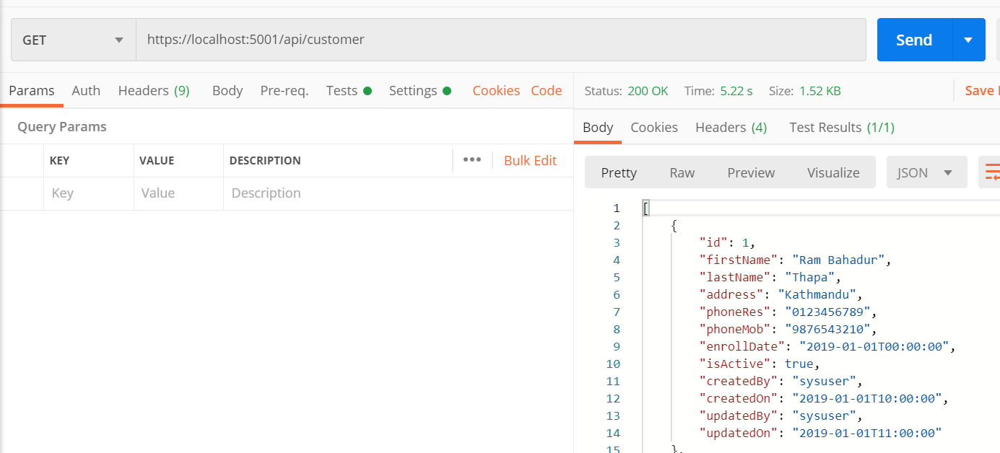 GET https://localhost:5001/api/customer Send
Params Auth Headers (9) Body Pre-req. Tests Settings Cookies Code
Query Params
KEY VALUE DESCRIPTION ••• Bulk Edit
Key Value Description
Status: 200 OK Time: 5.22 s Size: 1.52 KB Save
Body Cookies Headers (4) Test Results (1/1)
Pretty Raw Preview Visualize JSON
1 [
2 {
3 "id": 1,
4 "firstName": "Ram Bahadur",
5 "lastName": "Thapa",
6 "address": "Kathmandu",
7 "phoneRes": "0123456789",
8 "phoneMob": "9876543210",
9 "enrollDate": "2019-01-01T00:00:00",
10 "isActive": true,
11 "createdBy": "sysuser",
12 "createdOn": "2019-01-01T10:00:00",
13 "updatedBy": "sysuser",
14 "updatedOn": "2019-01-01T11:00:00"
15 },